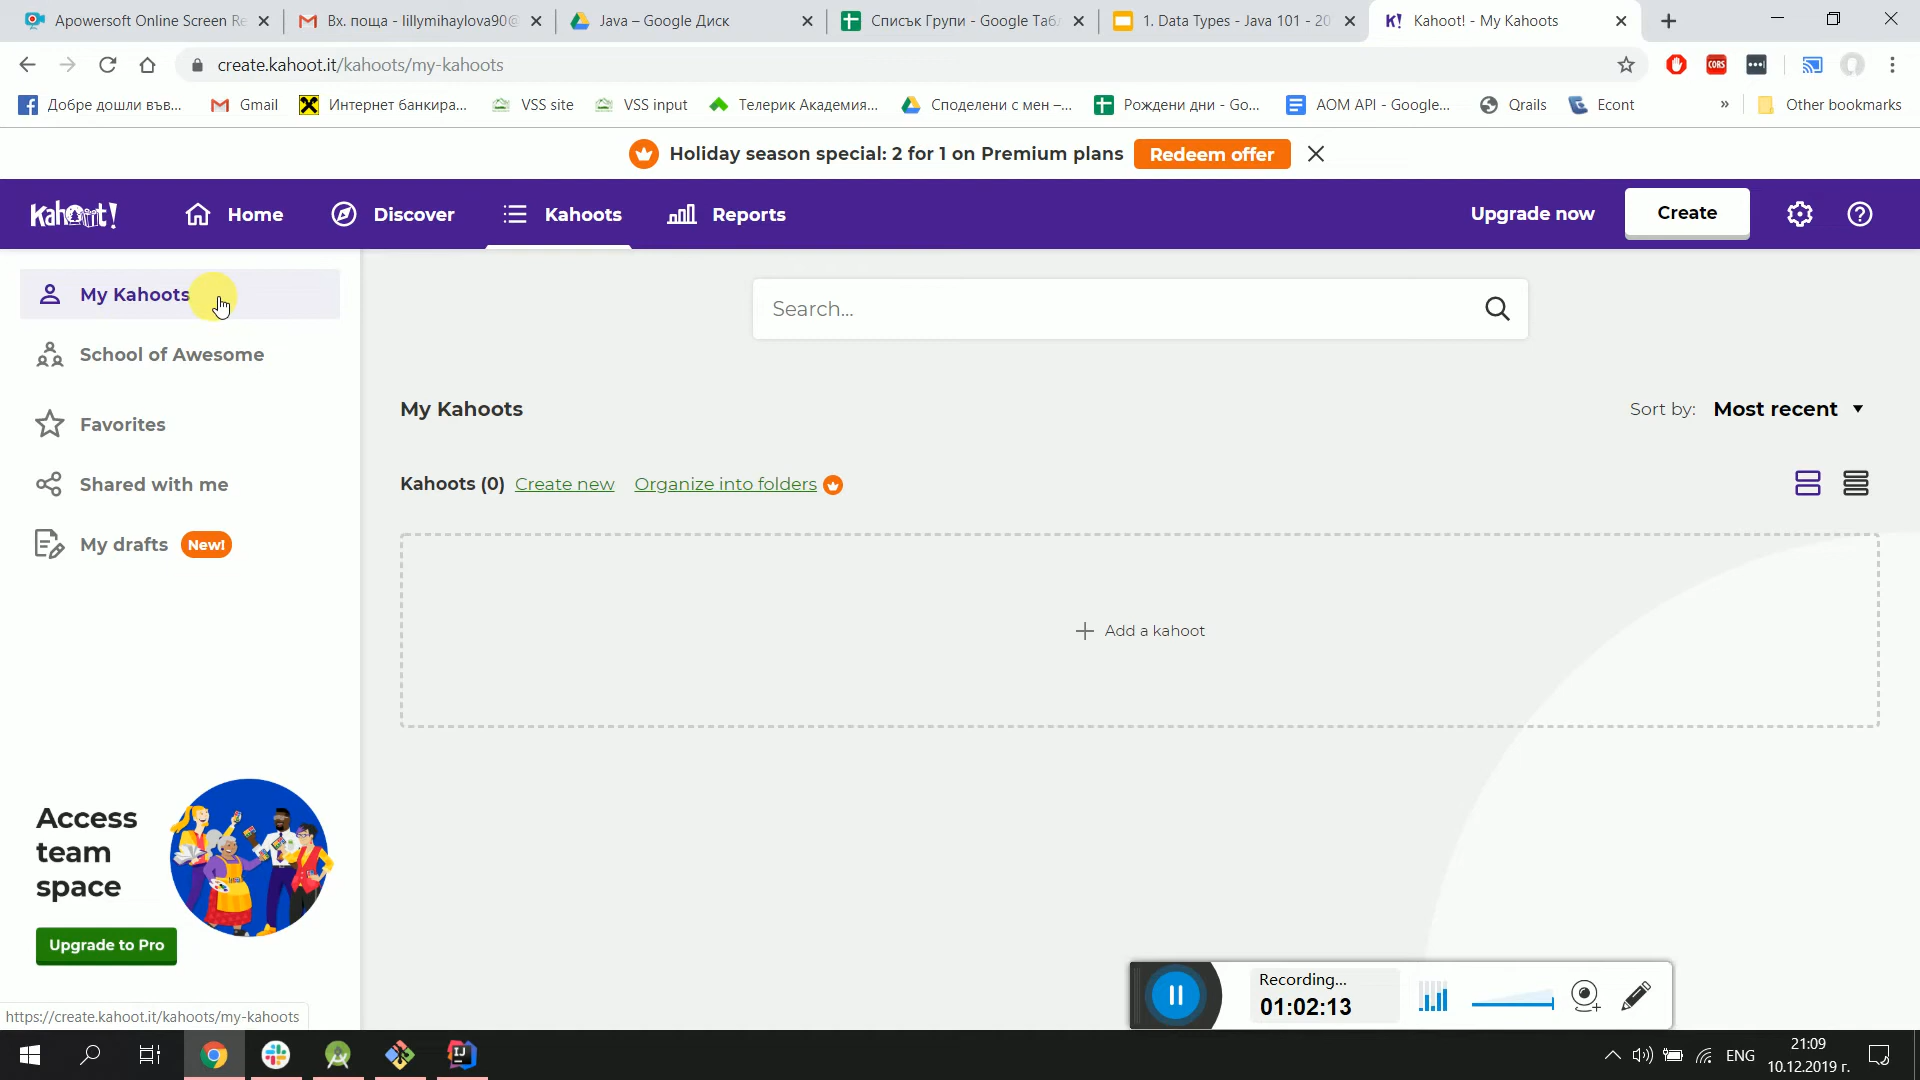 Apowersoft Online Screen Re
Вх. поща - lillymihaylova90@
Java – Google Диск
Списък Групи - Google Таб
1. Data Types - Java 101 - 20
K! Kahoot! - My Kahoots
create.kahoot.it/kahoots/my-kahoots
CORS
Добре дошли във...
Gmail
Интернет банкира...
VSS site
VSS input
Телерик Академия...
Споделени с мен –...
Рождени дни - Go...
AOM API - Google...
Qrails
Econt
»
Other bookmarks
Holiday season special: 2 for 1 on Premium plans
Redeem offer
Kahoot!
Home
Discover
Kahoots
Reports
Upgrade now
Create
My Kahoots
School of Awesome
Favorites
Shared with me
My drafts New!
Search...
My Kahoots
Sort by: Most recent
Kahoots (0) Create new Organize into folders
Add a kahoot
Access
team
space
Upgrade to Pro
Recording...
01:02:13
https://create.kahoot.it/kahoots/my-kahoots
ENG
21:09
10.12.2019 г.